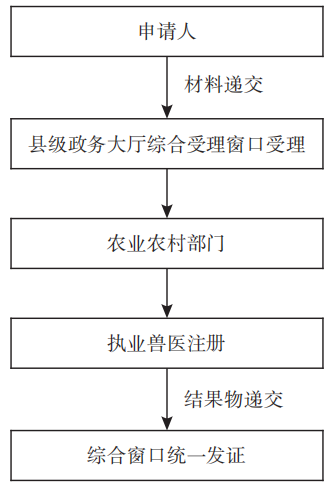 申请人
材料递交
县级政务大厅综合受理窗口受理
农业农村部门
执业兽医注册
结果物递交
综合窗口统一发证